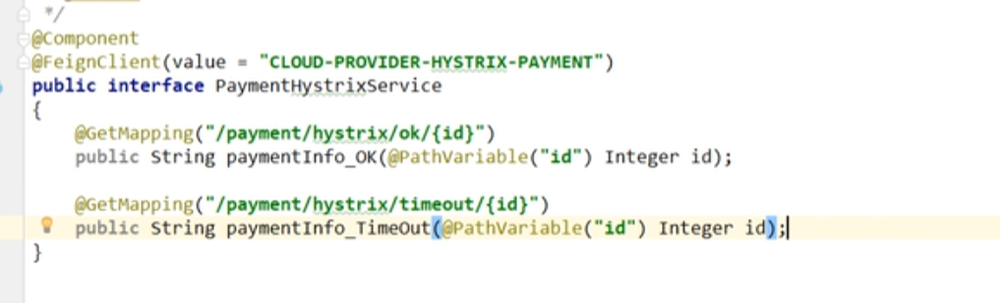 */
@Component
@FeignClient(value = "CLOUD-PROVIDER-HYSTRIX-PAYMENT")
public interface PaymentHystrixService
{
@GetMapping("/payment/hystrix/ok/{id}")
public String paymentInfo_OK(@PathVariable("id") Integer id);
@GetMapping("/payment/hystrix/timeout/{id}")
public String paymentInfo_TimeOut(@PathVariable("id") Integer id);
}